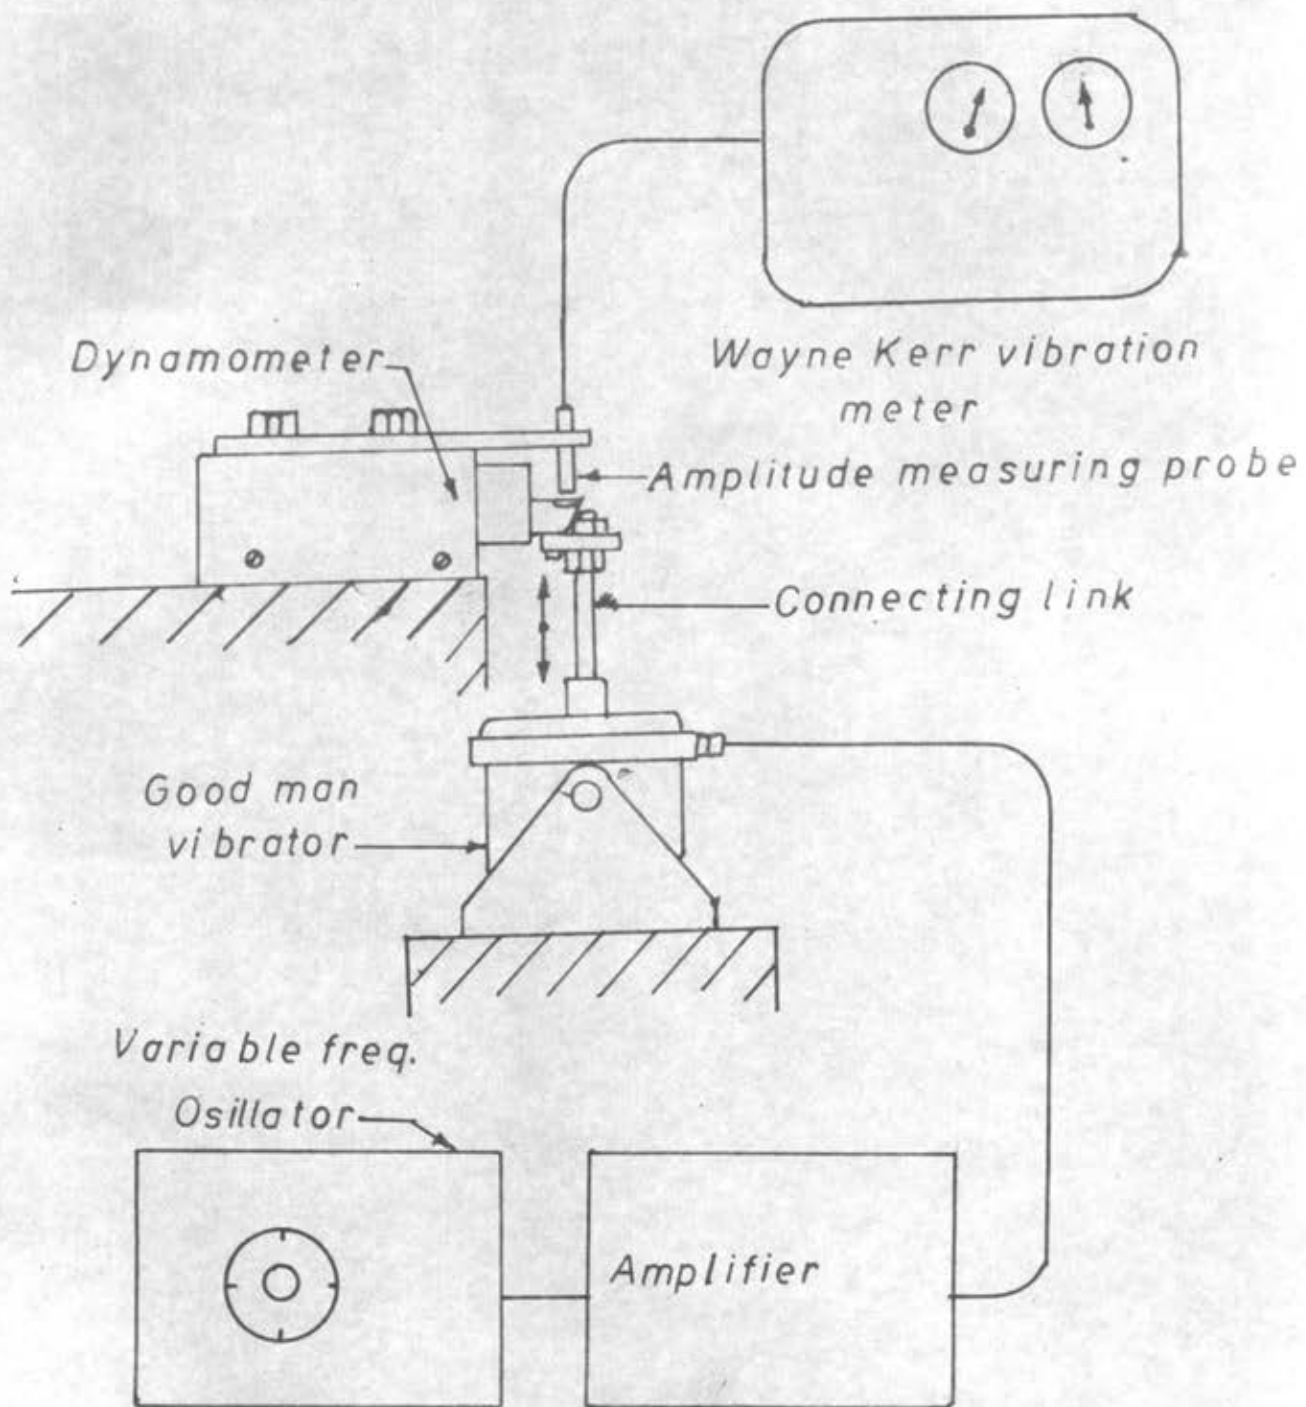 Dynamometer
Wayne Kerr vibration
meter
Amplitude measuring probe
Connecting link
Good man
vibrator
Variable freq.
Osillator
Amplifier